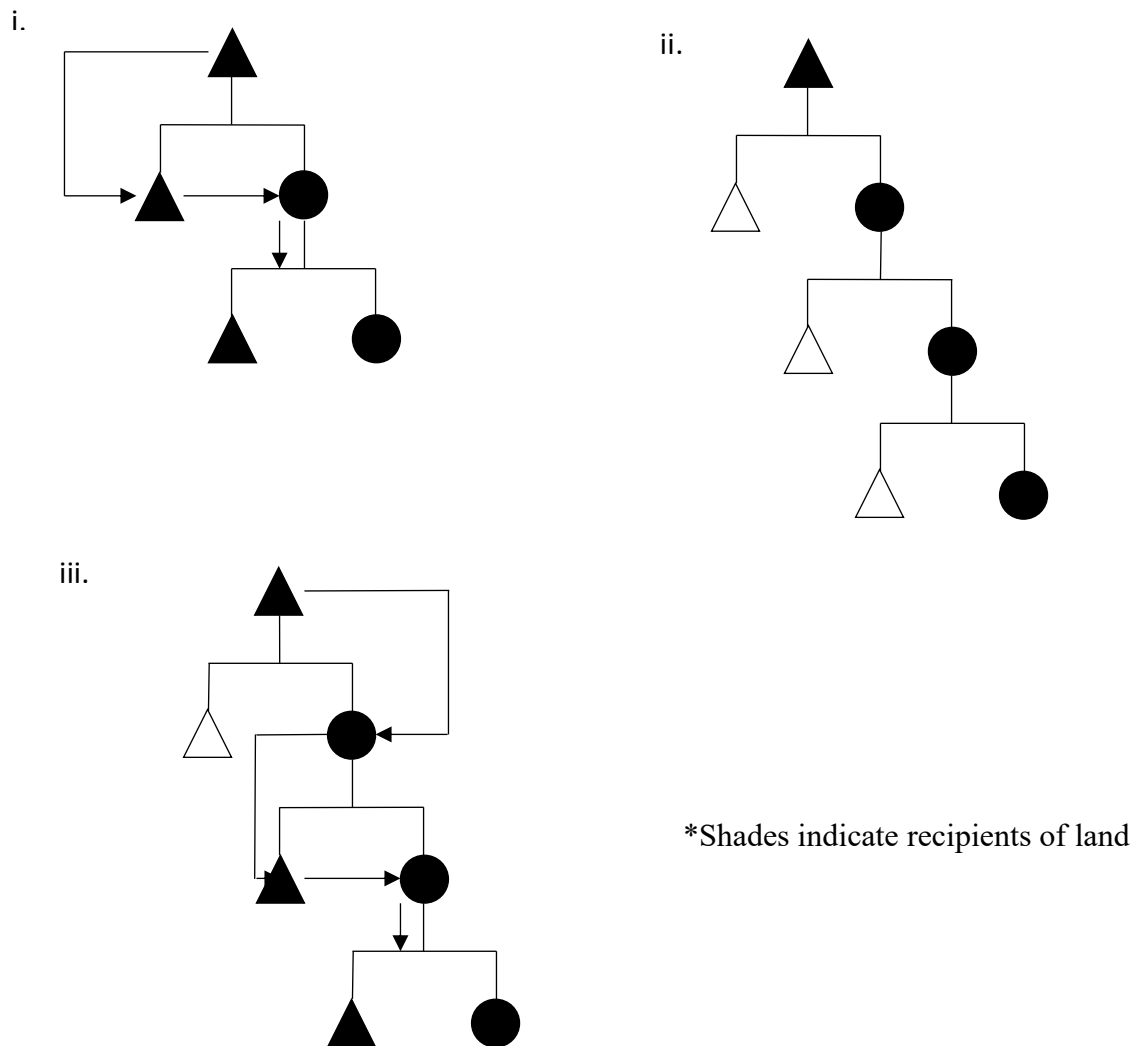 i.
ii.
iii.
*Shades indicate recipients of land